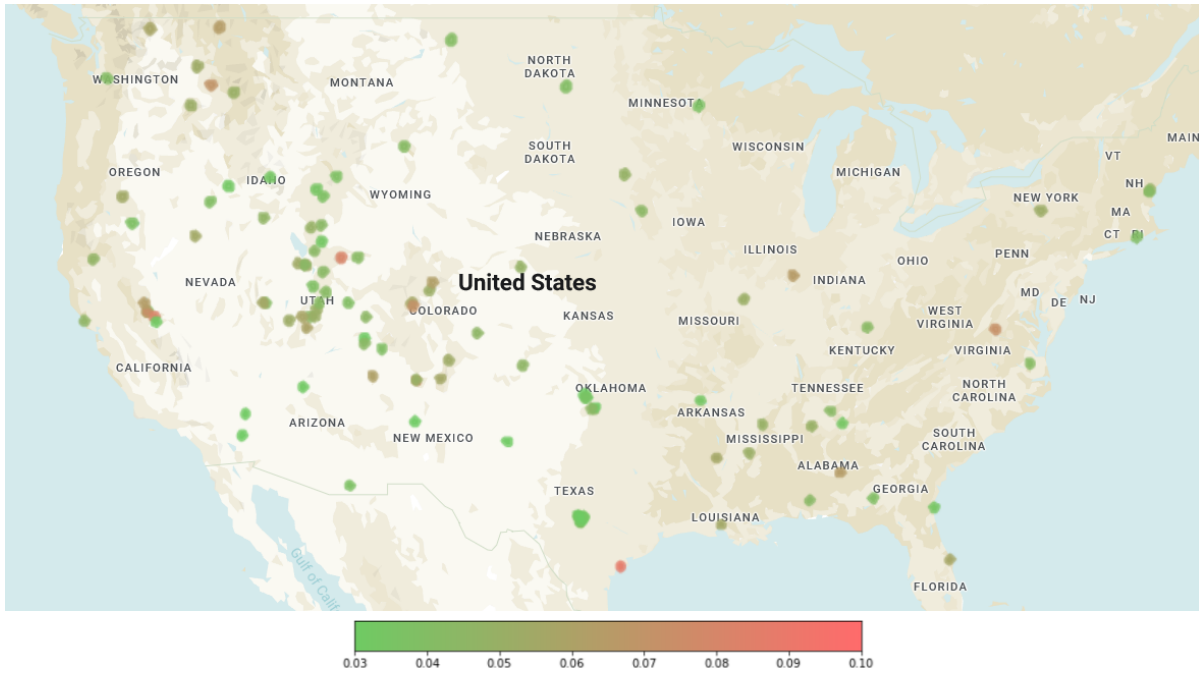 NORTH
DAKOTA
WASHINGTON
MONTANA
MINNESOTA
MAIN
WISCONSIN
SOUTH
DAKOTA
VT
OREGON
MICHIGAN
IDAHO
NH
WYOMING
NEW YORK
MA
IOWA
NEBRASKA
CT RI
ILLINOIS
PENN
OHIO
NEVADA
United States
INDIANA
MD
DE
NJ
UTAH
COLORADO
KANSAS
MISSOURI
WEST
VIRGINIA
KENTUCKY
VIRGINIA
CALIFORNIA
OKLAHOMA
TENNESSEE
NORTH
CAROLINA
ARKANSAS
ARIZONA
NEW MEXICO
MISSISSIPPI
SOUTH
CAROLINA
ALABAMA
TEXAS
GEORGIA
LOUISIANA
Gulf of Calif
FLORIDA
0.03 0.04 0.05 0.06 0.07 0.08 0.09 0.10